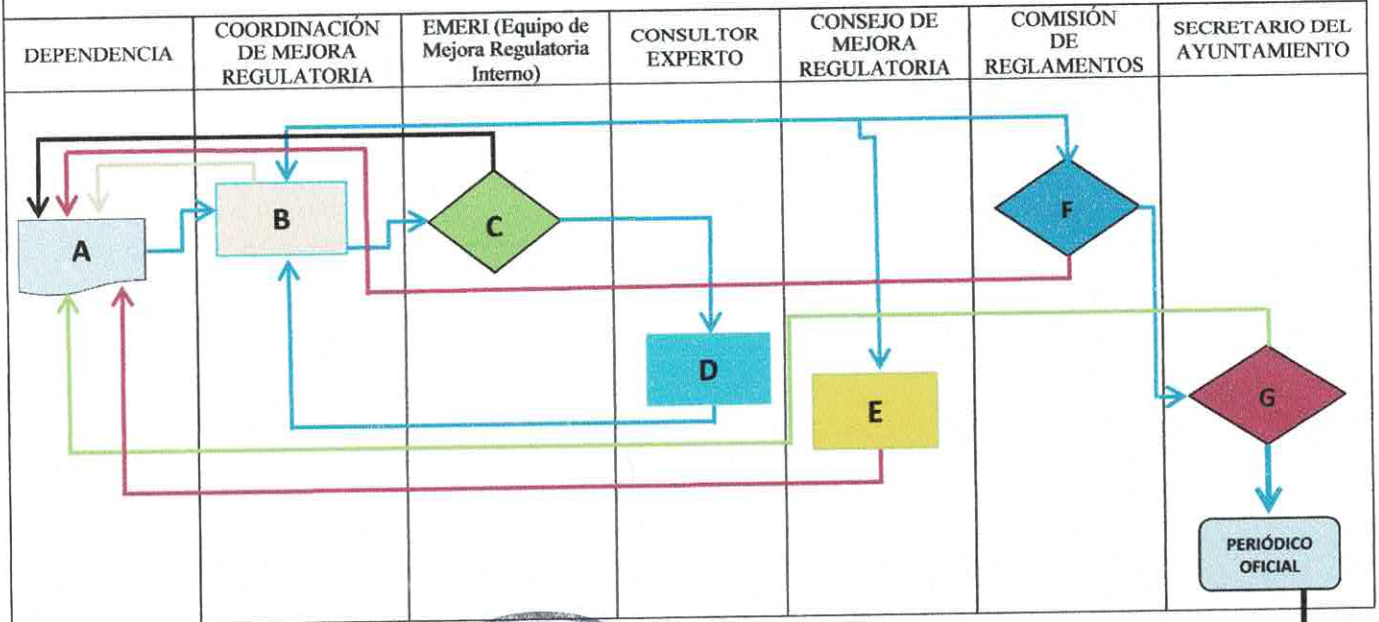 DEPENDENCIA
COORDINACIÓN
DE MEJORA
REGULATORIA
EMERI (Equipo de
Mejora Regulatoria
Interno)
CONSULTOR
EXPERTO
CONSEJO DE
MEJORA
REGULATORIA
COMISIÓN
DE
REGLAMENTOS
SECRETARIO DEL
AYUNTAMIENTO
A
B
C
F
D
E
G
PERIÓDICO
OFICIAL